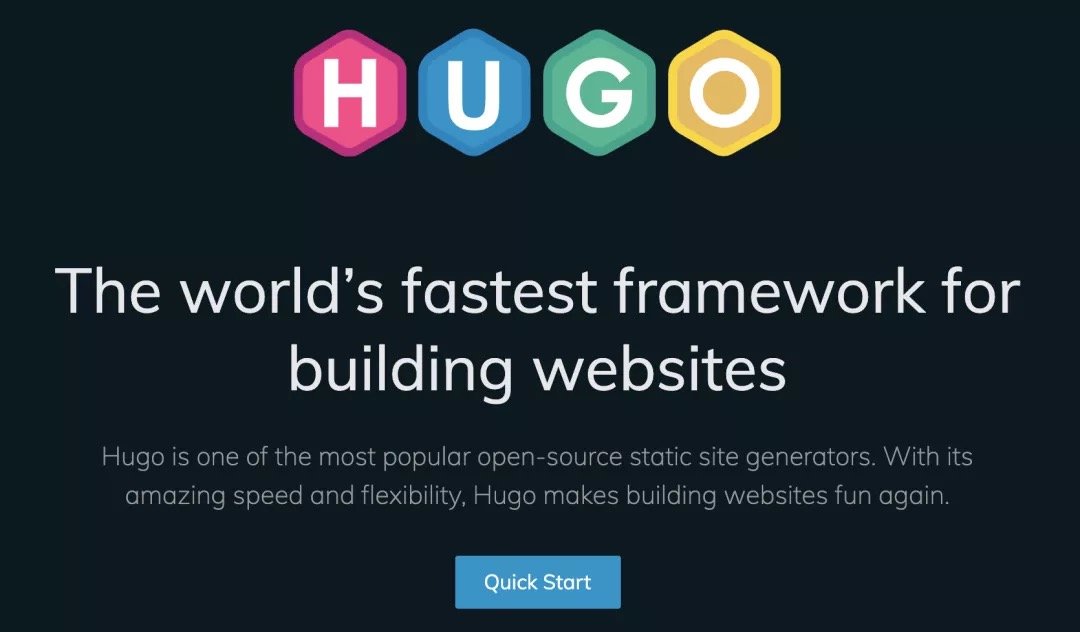 HUGO
The world’s fastest framework for
building websites
Hugo is one of the most popular open-source static site generators. With its
amazing speed and flexibility, Hugo makes building websites fun again.
Quick Start